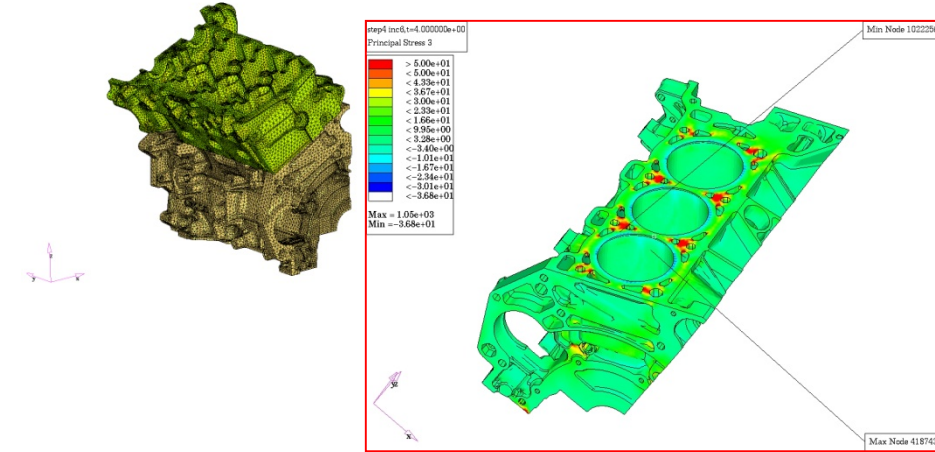 step4 inc6,t=4.000000e+00
Principal Stress 3
> 5.00e+01
< 5.00e+01
< 4.33e+01
< 3.67e+01
< 3.00e+01
< 2.33e+01
< 1.66e+01
< 9.95e+00
< 3.28e+00
<-3.40e+00
<-1.01e+01
<-1.67e+01
<-2.34e+01
<-3.01e+01
<-3.68e+01
Max = 1.05e+03
Min =-3.68e+01
Min Node 1022256
Max Node 418743
z
y
x
yz
x